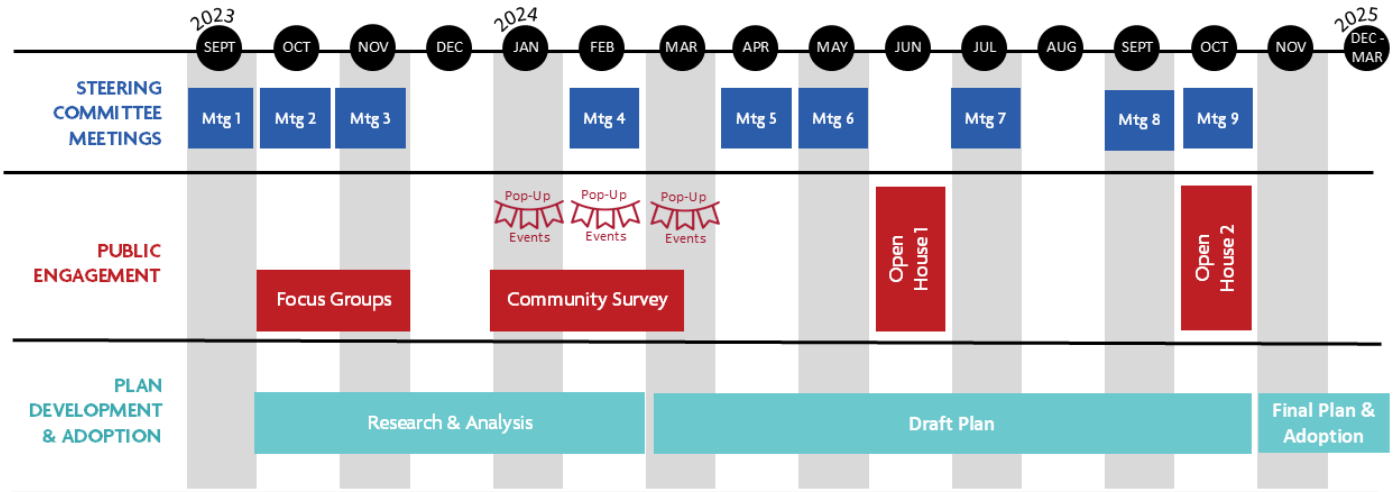 2023
2024
2025
SEPT
OCT
NOV
DEC
JAN
FEB
MAR
APR
MAY
JUN
JUL
AUG
SEPT
OCT
NOV
DEC -
MAR
STEERING
COMMITTEE
MEETINGS
Mtg 1
Mtg 2
Mtg 3
Mtg 4
Mtg 5
Mtg 6
Mtg 7
Mtg 8
Mtg 9
PUBLIC
ENGAGEMENT
Pop-Up
Events
Pop-Up
Events
Pop-Up
Events
Focus Groups
Community Survey
Open
House 1
Open
House 2
PLAN
DEVELOPMENT
& ADOPTION
Research & Analysis
Draft Plan
Final Plan &
Adoption